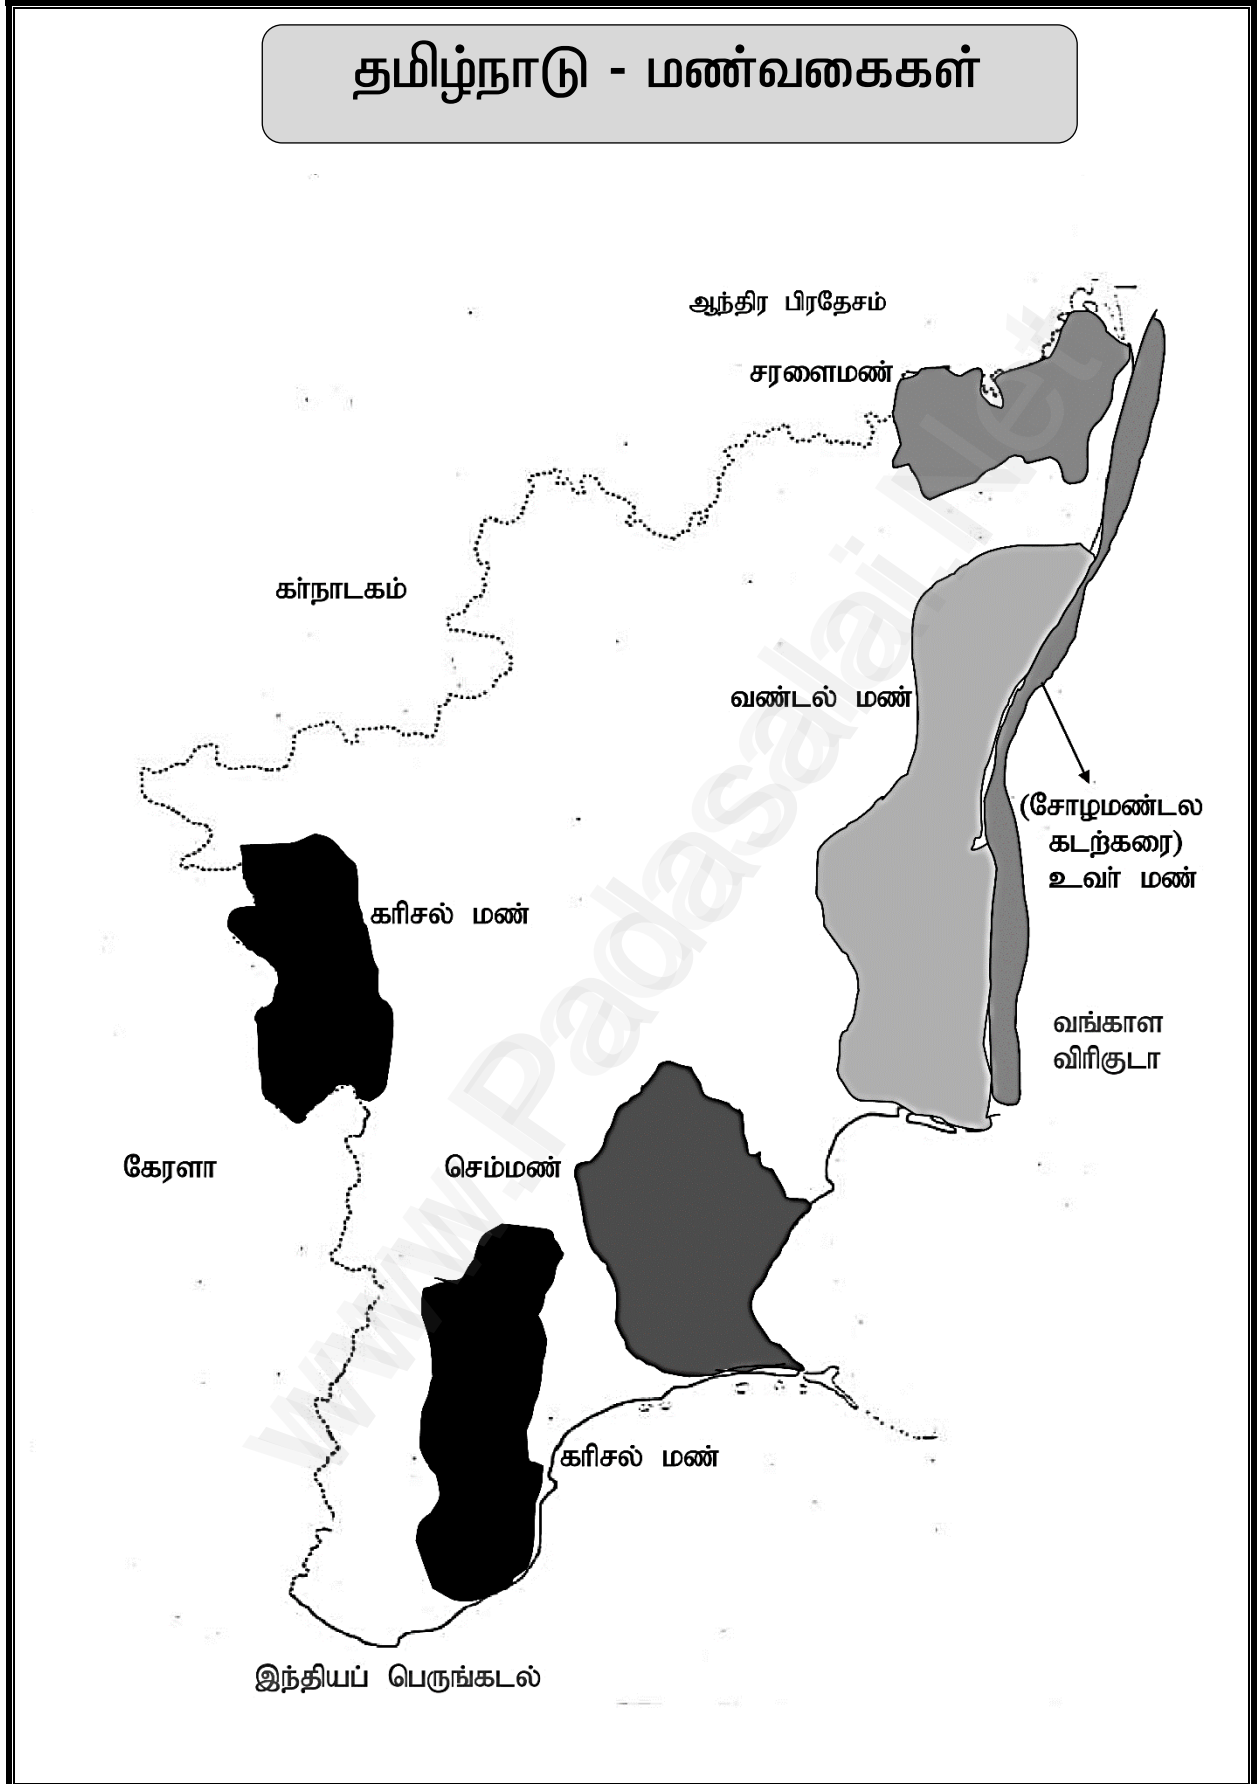 தமிழ்நாடு - மண்வகைகள்
ஆந்திர பிரதேசம்
சரளைமண்
கர்நாடகம்
வண்டல் மண்
(சோழமண்டல
கடற்கரை)
உவர் மண்
கரிசல் மண்
வங்காள
விரிகுடா
கேரளா
செம்மண்
கரிசல் மண்
இந்தியப் பெருங்கடல்
www.Padasalai.Net